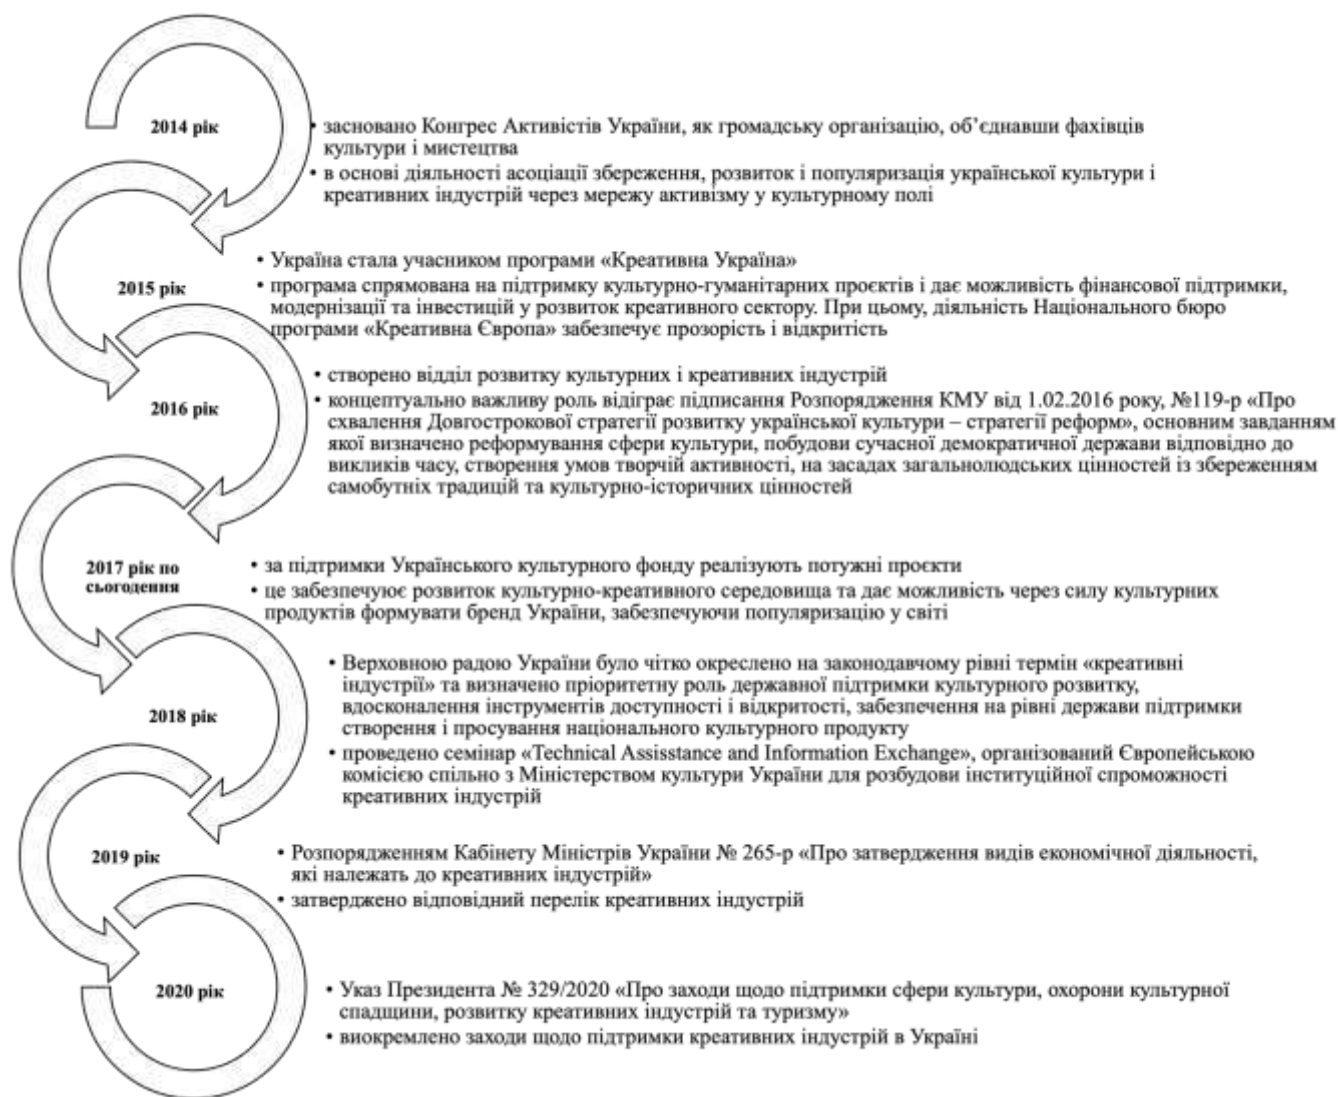 2014 рік
• засновано Конгрес Активістів України, як громадську організацію, об’єднавши фахівців
культури і мистецтва
• в основі діяльності асоціації збереження, розвиток і популяризація української культури і
креативних індустрій через мережу активізму у культурному полі
2015 рік
• Україна стала учасником програми «Креативна Україна»
• програма спрямована на підтримку культурно-гуманітарних проєктів і дає можливість фінансової підтримки,
модернізації та інвестицій у розвиток креативного сектору. При цьому, діяльність Національного бюро
програми «Креативна Європа» забезпечує прозорість і відкритість
2016 рік
• створено відділ розвитку культурних і креативних індустрій
• концептуально важливу роль відіграє підписання Розпорядження КМУ від 1.02.2016 року, №119-р «Про
схвалення Довгострокової стратегії розвитку української культури – стратегії реформ», основним завданням
якої визначено реформування сфери культури, побудови сучасної демократичної держави відповідно до
викликів часу, створення умов творчій активності, на засадах загальнолюдських цінностей із збереженням
самобутніх традицій та культурно-історичних цінностей
2017 рік по
сьогодення
• за підтримки Українського культурного фонду реалізують потужні проєкти
• це забезпечуює розвиток культурно-креативного середовища та дає можливість через силу культурних
продуктів формувати бренд України, забезпечуючи популяризацію у світі
2018 рік
• Верховною радою України було чітко окреслено на законодавчому рівні термін «креативні
індустрії» та визначено пріоритетну роль державної підтримки культурного розвитку,
вдосконалення інструментів доступності і відкритості, забезпечення на рівні держави підтримки
створення і просування національного культурного продукту
• проведено семінар «Technical Assisstance and Information Exchange», організований Європейською
комісією спільно з Міністерством культури України для розбудови інституційної спроможності
креативних індустрій
2019 рік
• Розпорядженням Кабінету Міністрів України № 265-р «Про затвердження видів економічної діяльності,
які належать до креативних індустрій»
• затверджено відповідний перелік креативних індустрій
2020 рік
• Указ Президента № 329/2020 «Про заходи щодо підтримки сфери культури, охорони культурної
спадщини, розвитку креативних індустрій та туризму»
• виокремлено заходи щодо підтримки креативних індустрій в Україні